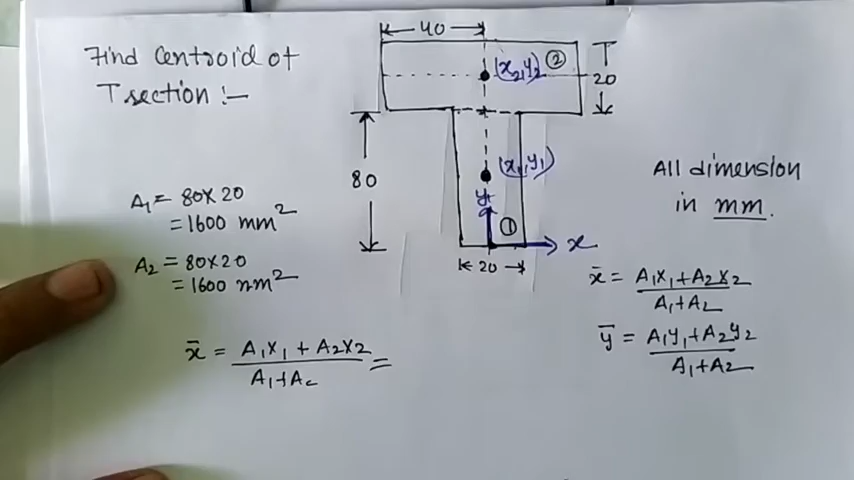 Find Centroid of
T section :-
40
(x2,y2) ②
20
80
(x1,y1)
y
①
x
20
All dimension
in mm.
A1 = 80×20
= 1600 mm²
A2 = 80×20
= 1600 mm²
x̄ = A1x1 + A2x2
A1+A2
ȳ = A1y1+A2y2
A1+A2
x̄ = A1x1 + A2x2 =
A1+A2